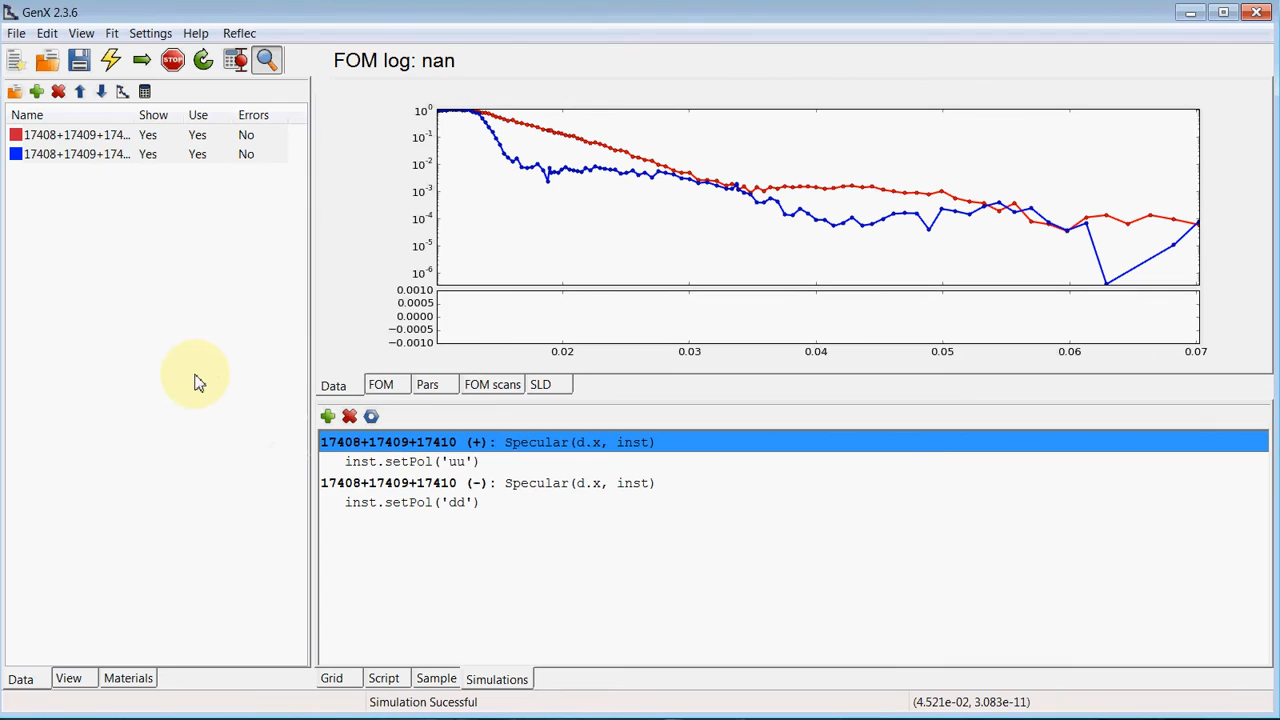 GenX 2.3.6
File Edit View Fit Settings Help Reflec
STOP
FOM log: nan
Name Show Use Errors
17408+17409+174... Yes Yes No
17408+17409+174... Yes Yes No
10^0
10^-1
10^-2
10^-3
10^-4
10^-5
10^-6
0.0010
0.0005
0.0000
−0.0005
−0.0010
0.02 0.03 0.04 0.05 0.06 0.07
Data FOM Pars FOM scans SLD
17408+17409+17410 (+): Specular(d.x, inst)
inst.setPol('uu')
17408+17409+17410 (-): Specular(d.x, inst)
inst.setPol('dd')
Data View Materials
Grid Script Sample Simulations
Simulation Sucessful
(4.521e-02, 3.083e-11)